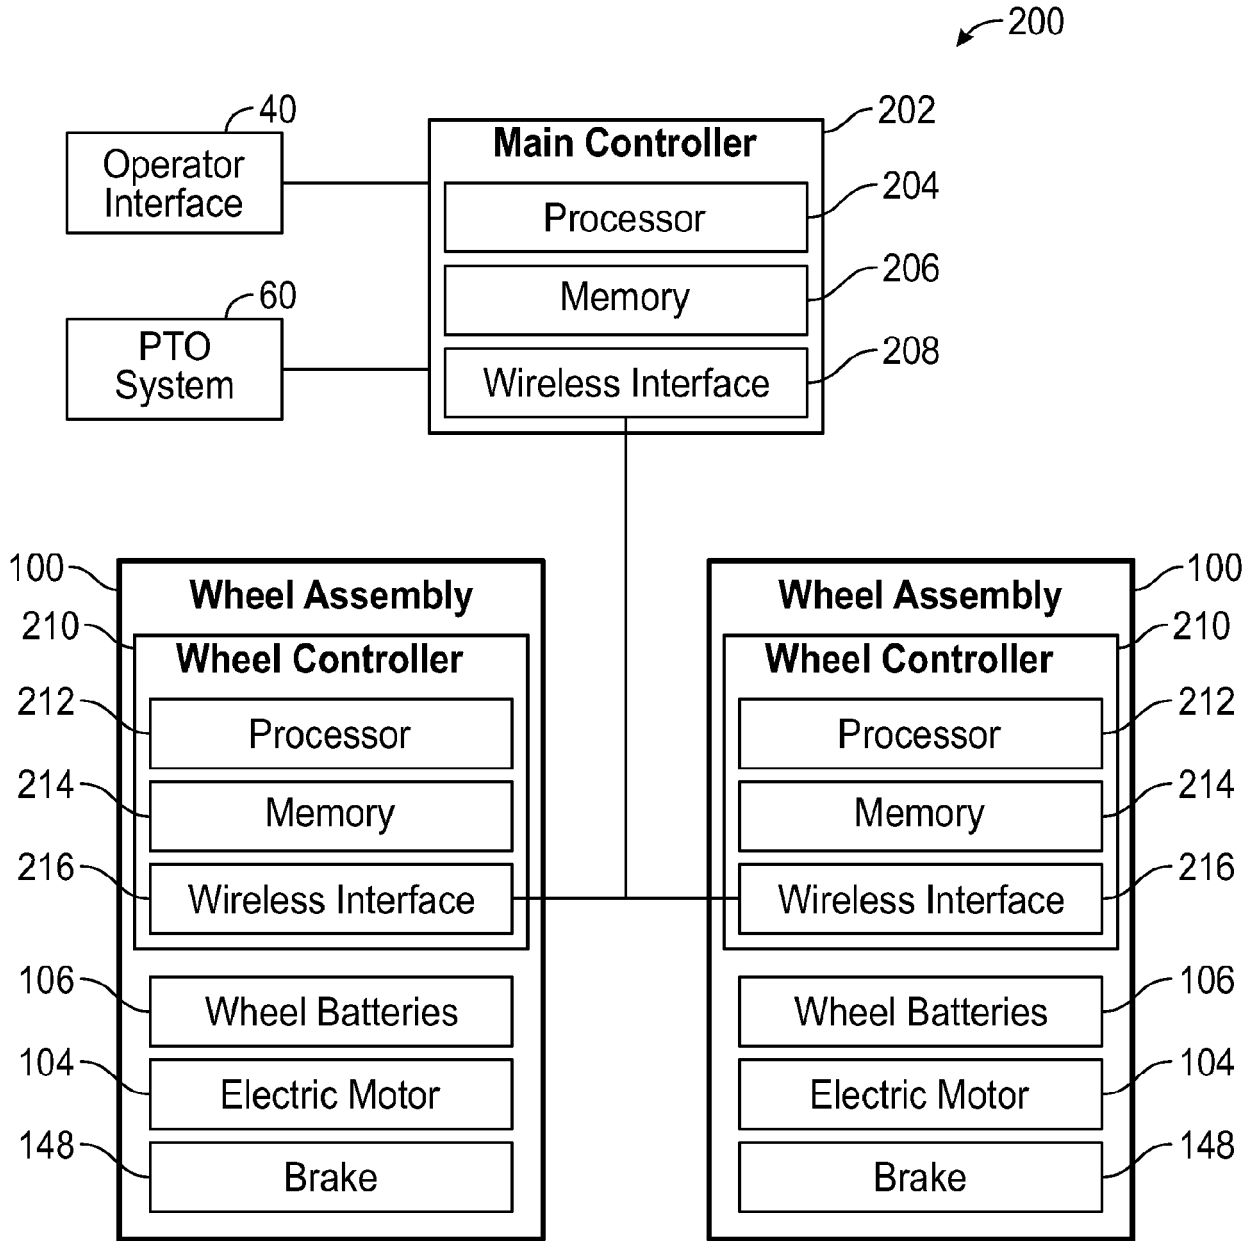 200
40
Operator
Interface
60
PTO
System
202
Main Controller
204
Processor
206
Memory
208
Wireless Interface
100
Wheel Assembly
210
Wheel Controller
212
Processor
214
Memory
216
Wireless Interface
106
Wheel Batteries
104
Electric Motor
148
Brake
100
Wheel Assembly
210
Wheel Controller
212
Processor
214
Memory
216
Wireless Interface
106
Wheel Batteries
104
Electric Motor
148
Brake